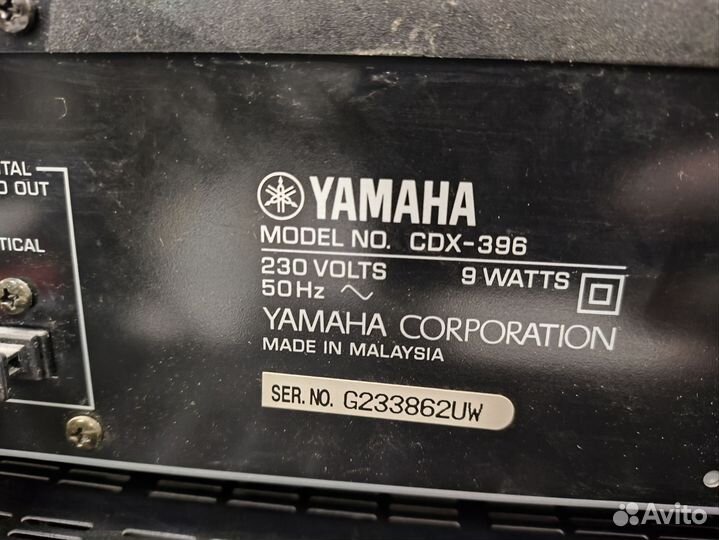 TAL
O OUT
TICAL
YAMAHA
MODEL NO. CDX-396
230 VOLTS 9 WATTS
50Hz
YAMAHA CORPORATION
MADE IN MALAYSIA
SER. NO. G233862UW
Avito